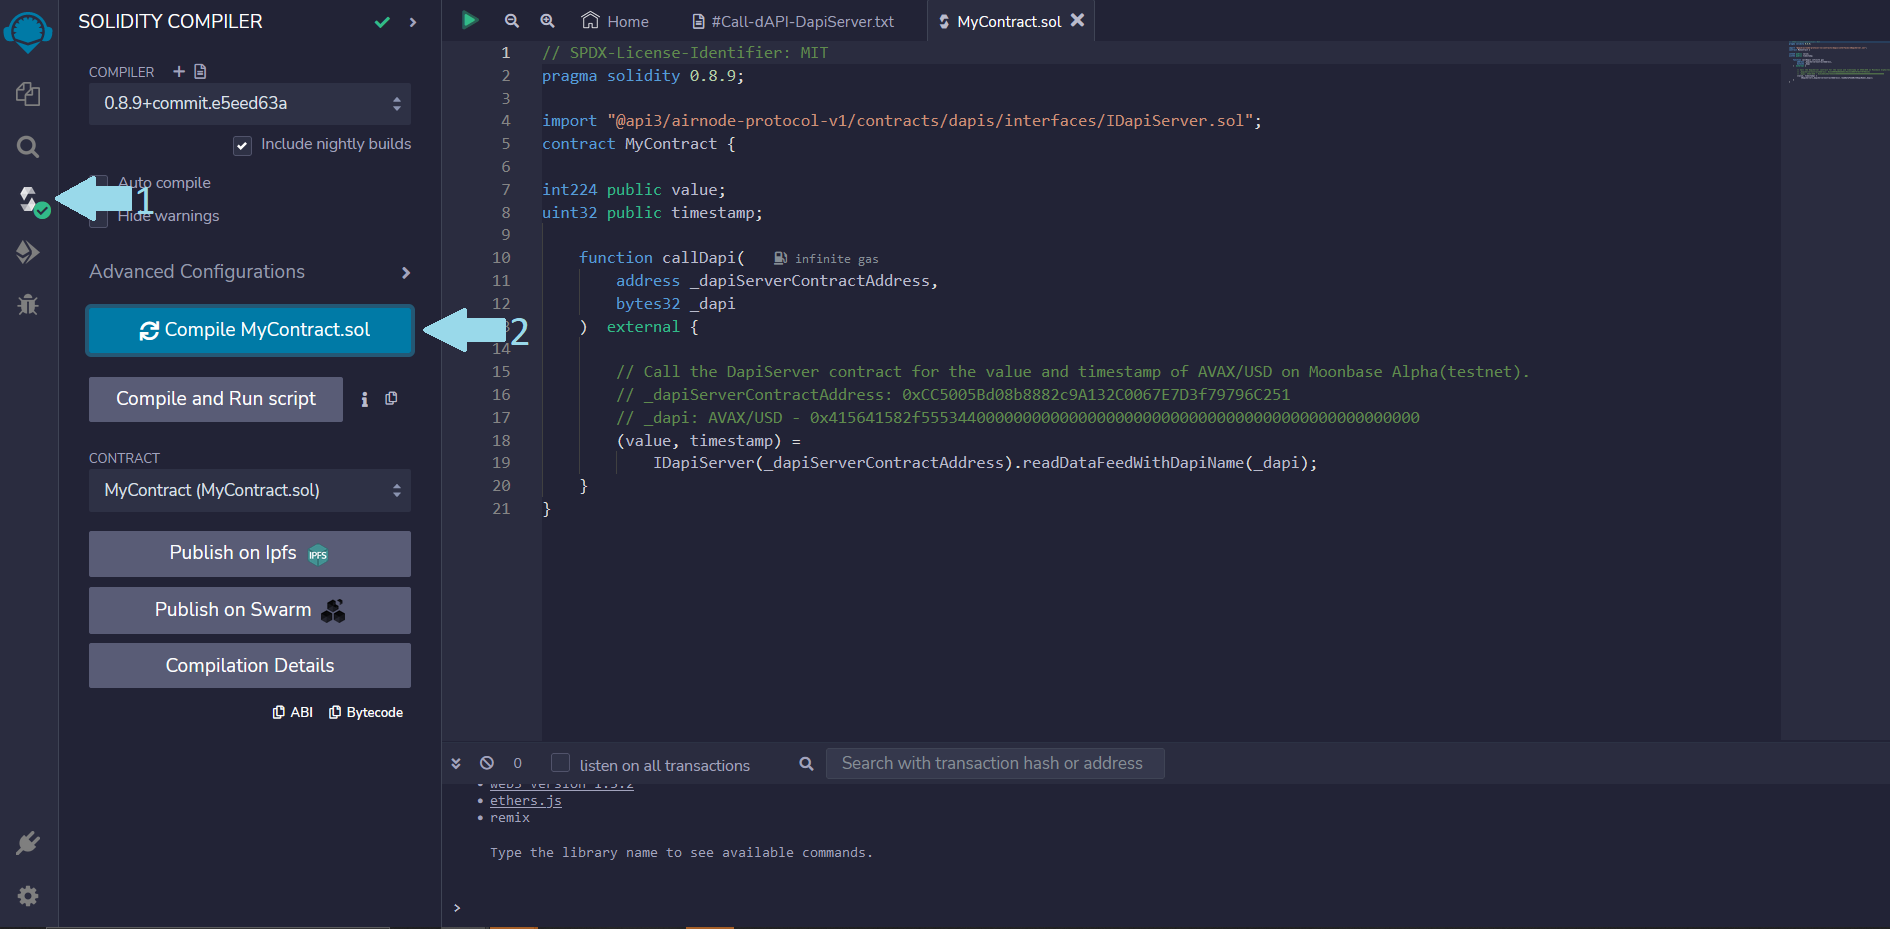 SOLIDITY COMPILER
COMPILER
0.8.9+commit.e5eed63a
Include nightly builds
Auto compile
1
Hide warnings
Advanced Configurations
Compile MyContract.sol
2
Compile and Run script
CONTRACT
MyContract (MyContract.sol)
Publish on Ipfs IPFS
Publish on Swarm
Compilation Details
ABI Bytecode
Home #Call-dAPI-DapiServer.txt MyContract.sol
1 // SPDX-License-Identifier: MIT
2 pragma solidity 0.8.9;
3
4 import "@api3/airnode-protocol-v1/contracts/dapis/interfaces/IDapiServer.sol";
5 contract MyContract {
6
7 int224 public value;
8 uint32 public timestamp;
9
10 function callDapi( infinite gas
11 address _dapiServerContractAddress,
12 bytes32 _dapi
3 ) external {
14
15 // Call the DapiServer contract for the value and timestamp of AVAX/USD on Moonbase Alpha(testnet).
16 // _dapiServerContractAddress: 0xCC5005Bd08b8882c9A132C0067E7D3f79796C251
17 // _dapi: AVAX/USD - 0x415641582f555344000000000000000000000000000000000000000000000000
18 (value, timestamp) =
19 IDapiServer(_dapiServerContractAddress).readDataFeedWithDapiName(_dapi);
20 }
21 }
0 listen on all transactions Search with transaction hash or address
web3 version 1.5.2
ethers.js
remix
Type the library name to see available commands.
>